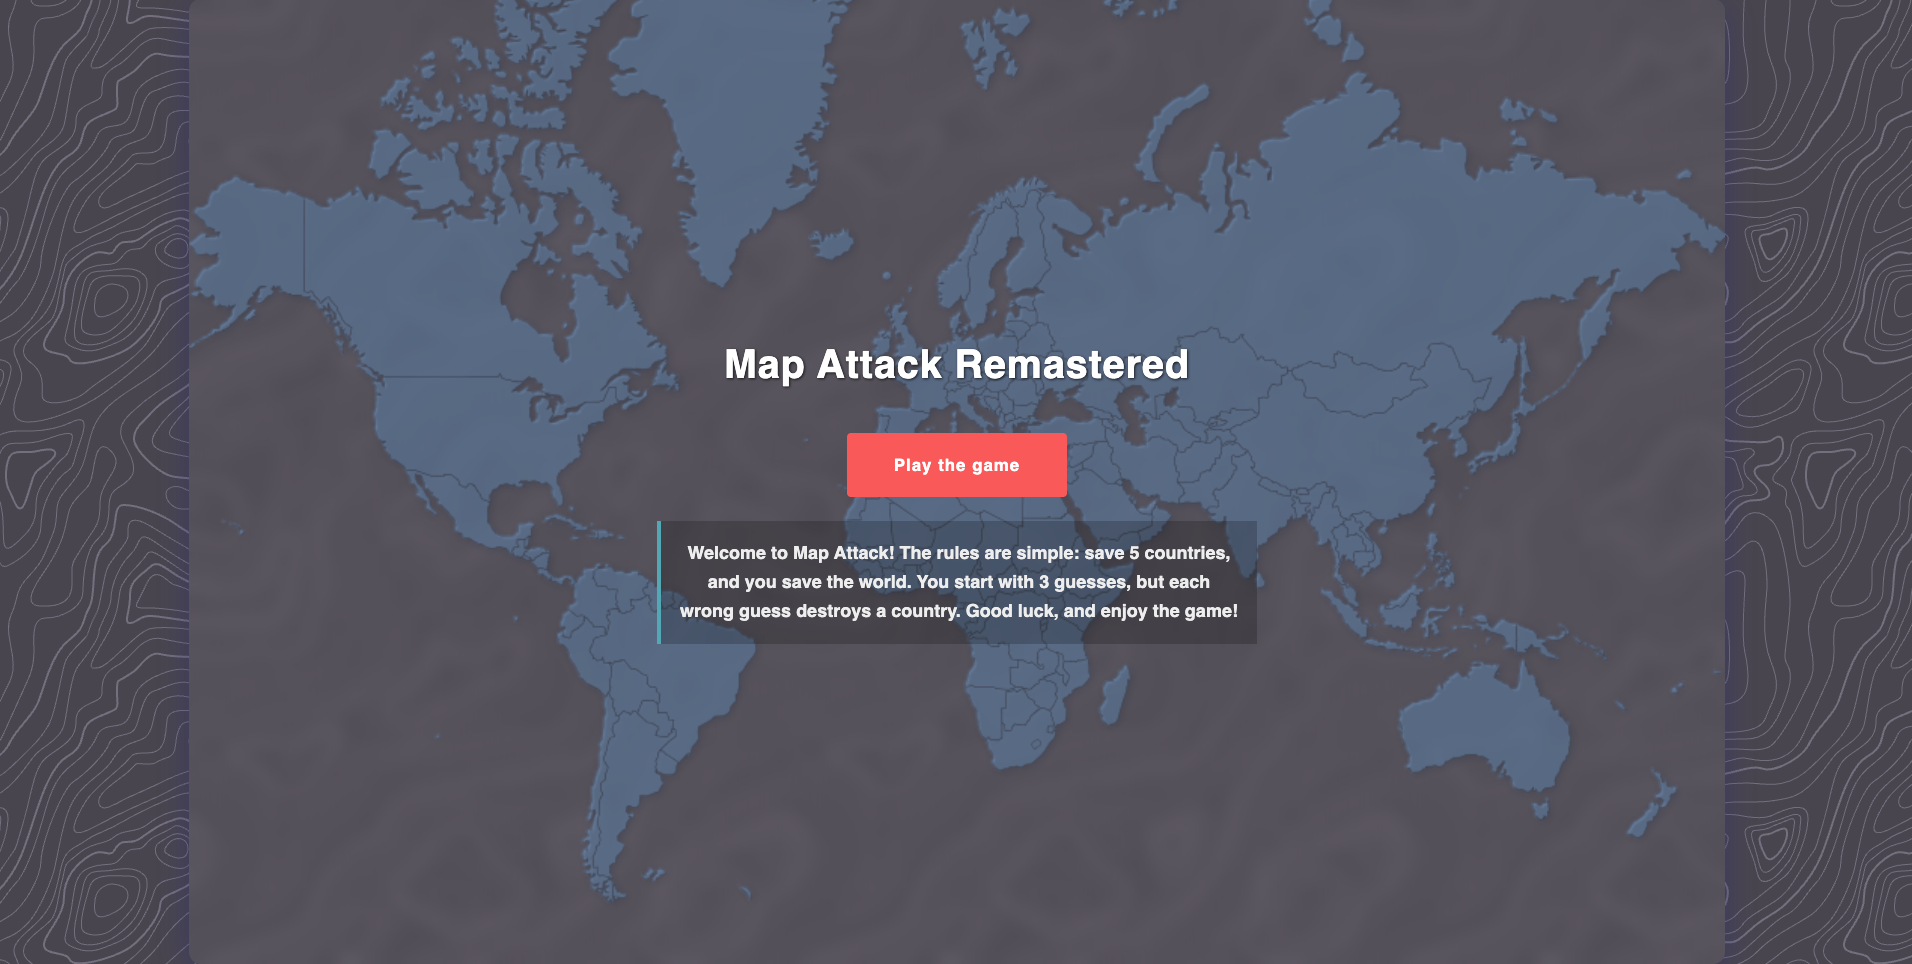 Map Attack Remastered
Play the game
Welcome to Map Attack! The rules are simple: save 5 countries,
and you save the world. You start with 3 guesses, but each
wrong guess destroys a country. Good luck, and enjoy the game!